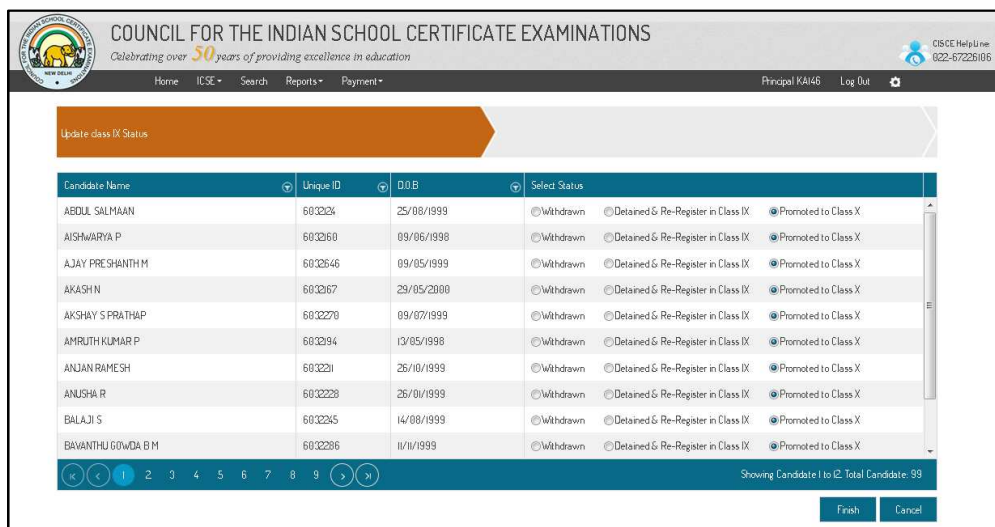 COUNCIL FOR THE INDIAN SCHOOL CERTIFICATE EXAMINATIONS
Celebrating over 50 years of providing excellence in education
NEW DELHI
CISCE HelpLine
022-67226106
Home ICSE Search Reports Payment Principal KA146 Log Out
Update class IX Status
Candidate Name Unique ID D.O.B Select Status
ABDUL SALMAAN 6032124 25/08/1999 Withdrawn Detained & Re-Register in Class IX Promoted to Class X
AISHWARYA P 6032160 09/06/1998 Withdrawn Detained & Re-Register in Class IX Promoted to Class X
AJAY PRESHANTH M 6032646 09/05/1999 Withdrawn Detained & Re-Register in Class IX Promoted to Class X
AKASH N 6032167 29/05/2000 Withdrawn Detained & Re-Register in Class IX Promoted to Class X
AKSHAY S PRATHAP 6032270 09/07/1999 Withdrawn Detained & Re-Register in Class IX Promoted to Class X
AMRUTH KUMAR P 6032194 13/05/1998 Withdrawn Detained & Re-Register in Class IX Promoted to Class X
ANJAN RAMESH 6032211 26/10/1999 Withdrawn Detained & Re-Register in Class IX Promoted to Class X
ANUSHA R 6032228 26/01/1999 Withdrawn Detained & Re-Register in Class IX Promoted to Class X
BALAJI S 6032245 14/08/1999 Withdrawn Detained & Re-Register in Class IX Promoted to Class X
BAVANTHU GOWDA B M 6032286 11/11/1999 Withdrawn Detained & Re-Register in Class IX Promoted to Class X
1 2 3 4 5 6 7 8 9 Showing Candidate 1 to 12, Total Candidate: 99
Finish Cancel